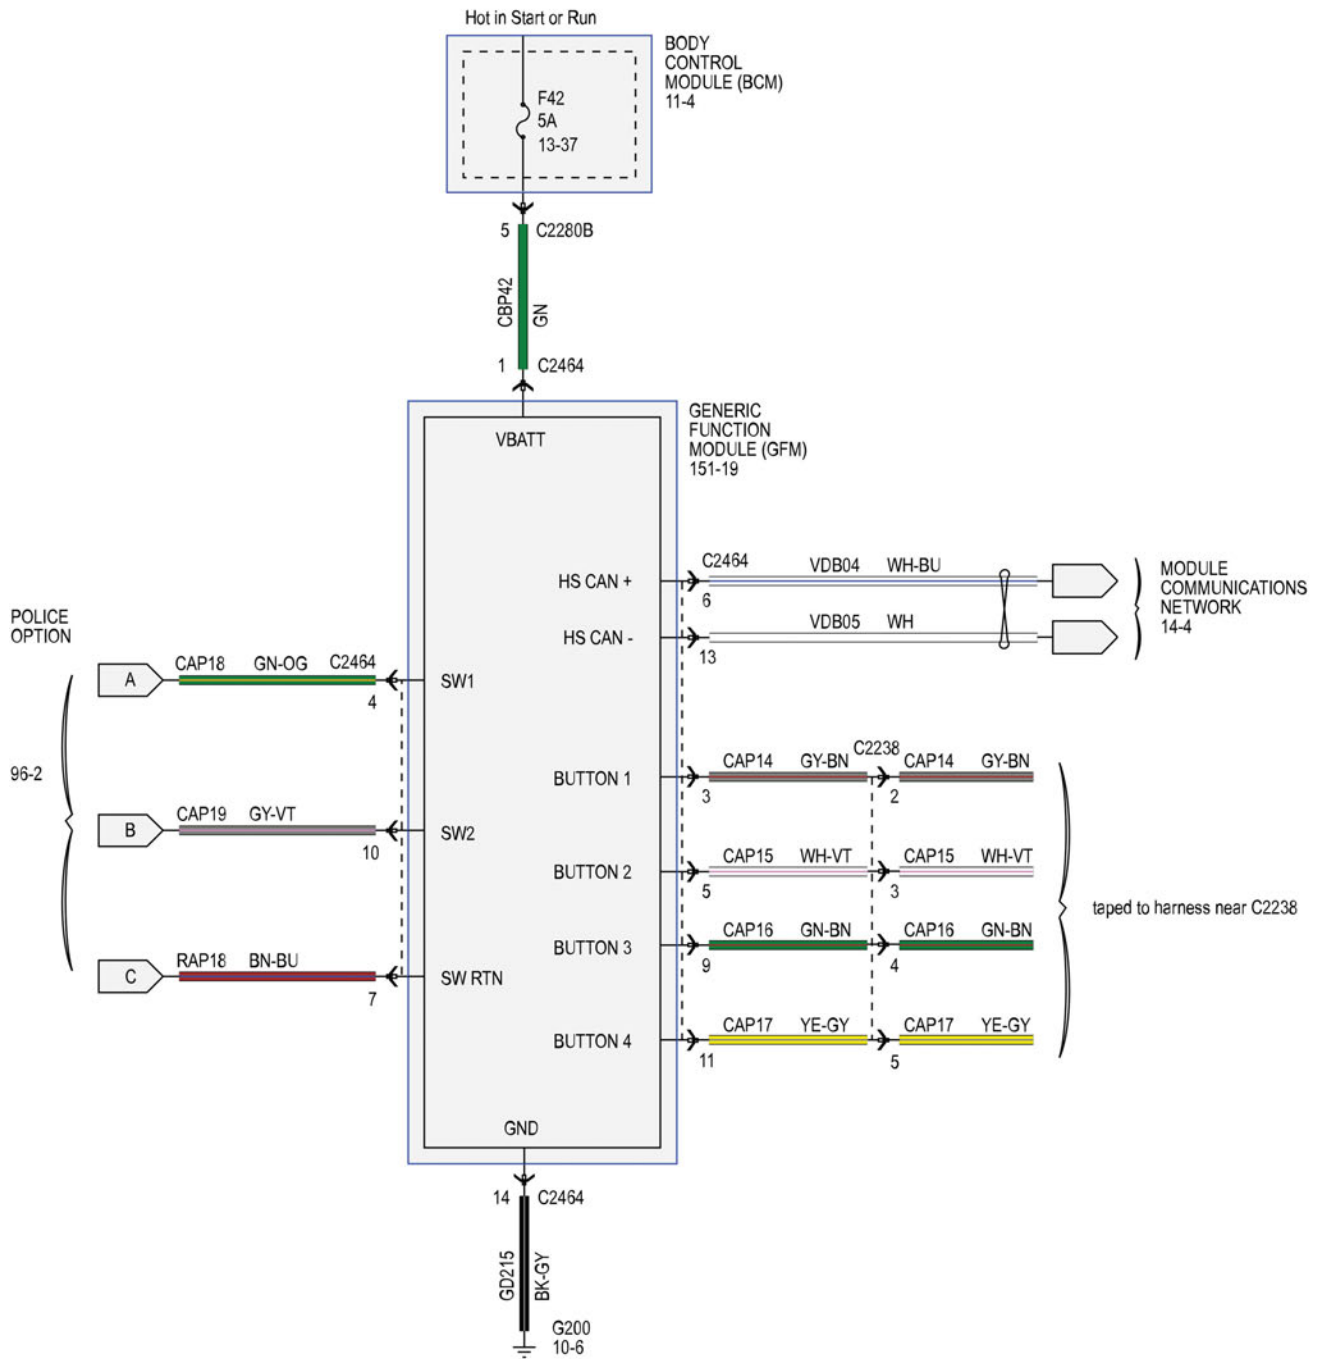 Hot in Start or Run
BODY
CONTROL
MODULE (BCM)
11-4
F42
5A
13-37
5 C2280B
CBP42
GN
1 C2464
VBATT
GENERIC
FUNCTION
MODULE (GFM)
151-19
HS CAN +
C2464
6
VDB04 WH-BU
HS CAN -
13
VDB05 WH
MODULE
COMMUNICATIONS
NETWORK
14-4
POLICE
OPTION
96-2
A
CAP18 GN-OG C2464
4
SW1
B
CAP19 GY-VT
10
SW2
C
RAP18 BN-BU
7
SW RTN
BUTTON 1
CAP14 GY-BN C2238 CAP14 GY-BN
3 2
BUTTON 2
CAP15 WH-VT CAP15 WH-VT
5 3
BUTTON 3
CAP16 GN-BN CAP16 GN-BN
9 4
BUTTON 4
CAP17 YE-GY CAP17 YE-GY
11 5
taped to harness near C2238
GND
14 C2464
GD215
BK-GY
G200
10-6